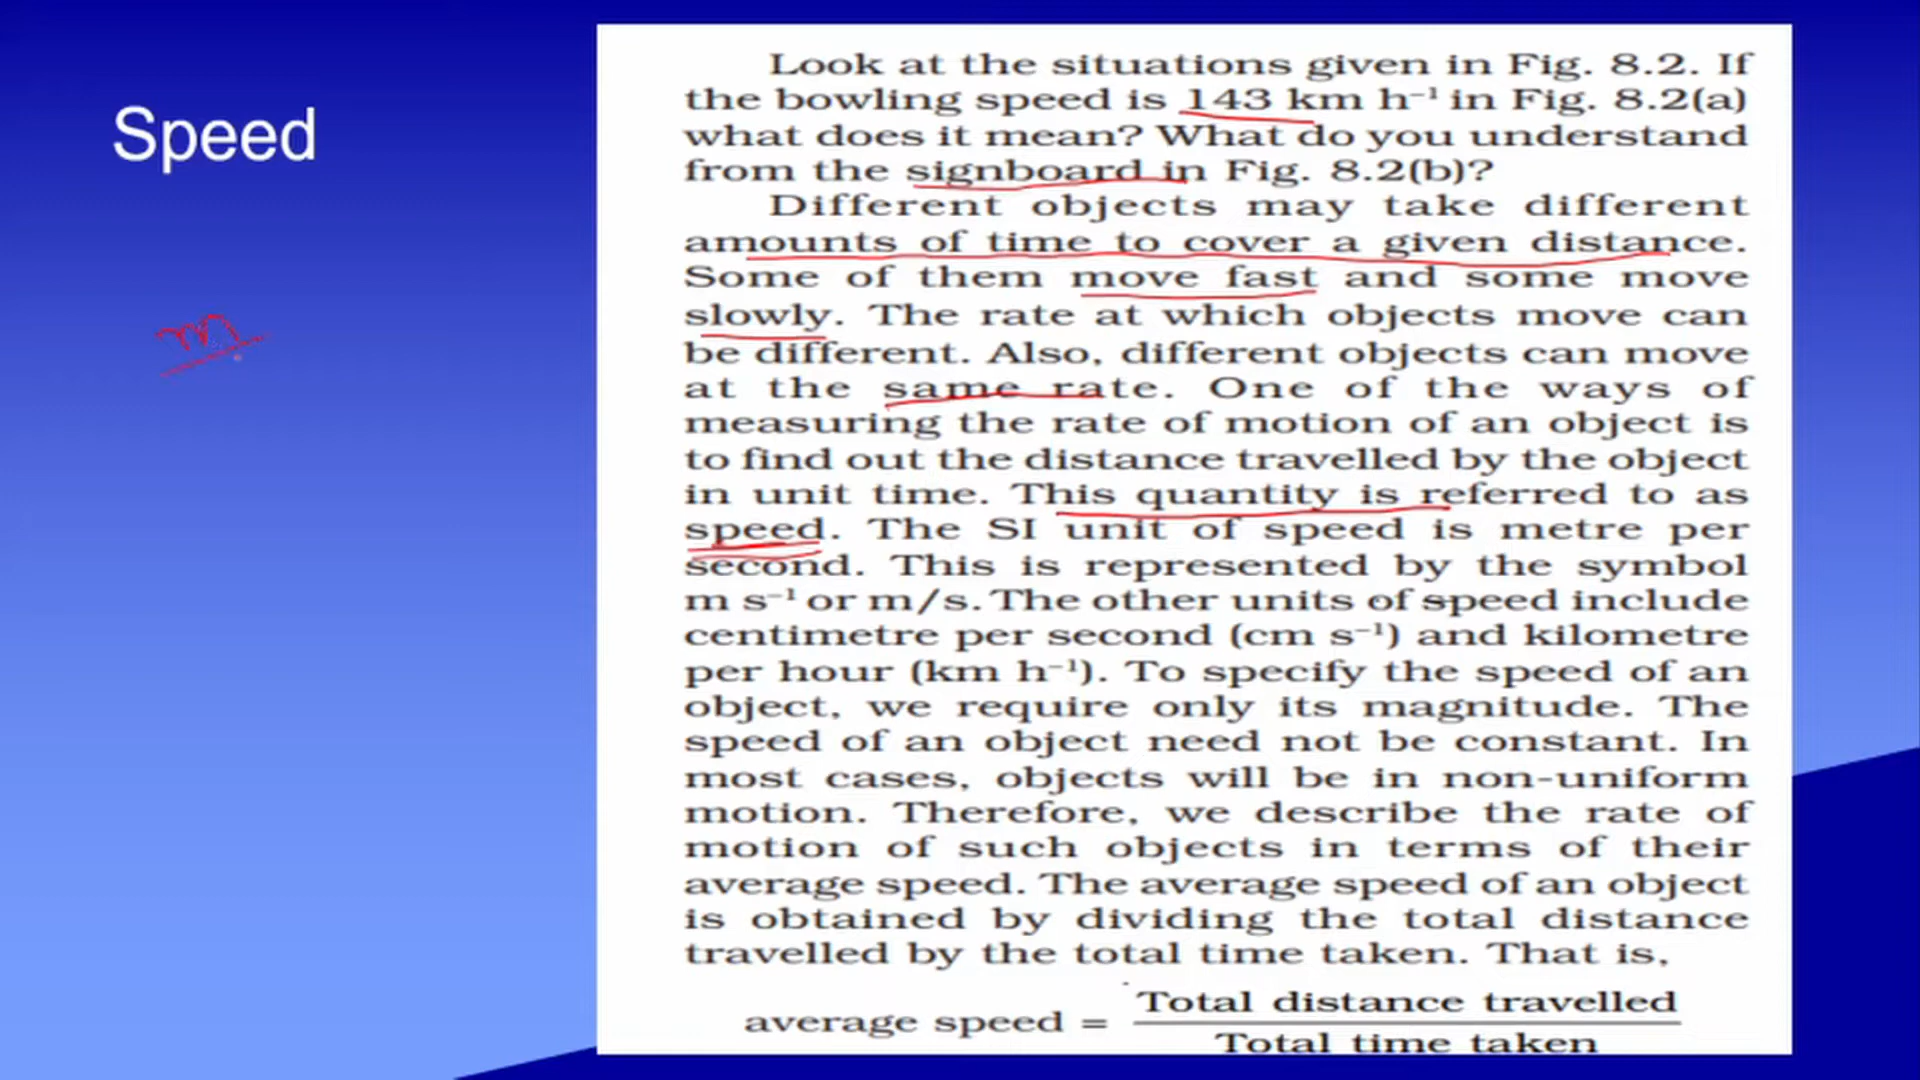 Speed
m
Look at the situations given in Fig. 8.2. If
the bowling speed is 143 km h⁻¹ in Fig. 8.2(a)
what does it mean? What do you understand
from the signboard in Fig. 8.2(b)?
Different objects may take different
amounts of time to cover a given distance.
Some of them move fast and some move
slowly. The rate at which objects move can
be different. Also, different objects can move
at the same rate. One of the ways of
measuring the rate of motion of an object is
to find out the distance travelled by the object
in unit time. This quantity is referred to as
speed. The SI unit of speed is metre per
second. This is represented by the symbol
m s⁻¹ or m/s. The other units of speed include
centimetre per second (cm s⁻¹) and kilometre
per hour (km h⁻¹). To specify the speed of an
object, we require only its magnitude. The
speed of an object need not be constant. In
most cases, objects will be in non-uniform
motion. Therefore, we describe the rate of
motion of such objects in terms of their
average speed. The average speed of an object
is obtained by dividing the total distance
travelled by the total time taken. That is,
average speed = Total distance travelled
Total time taken